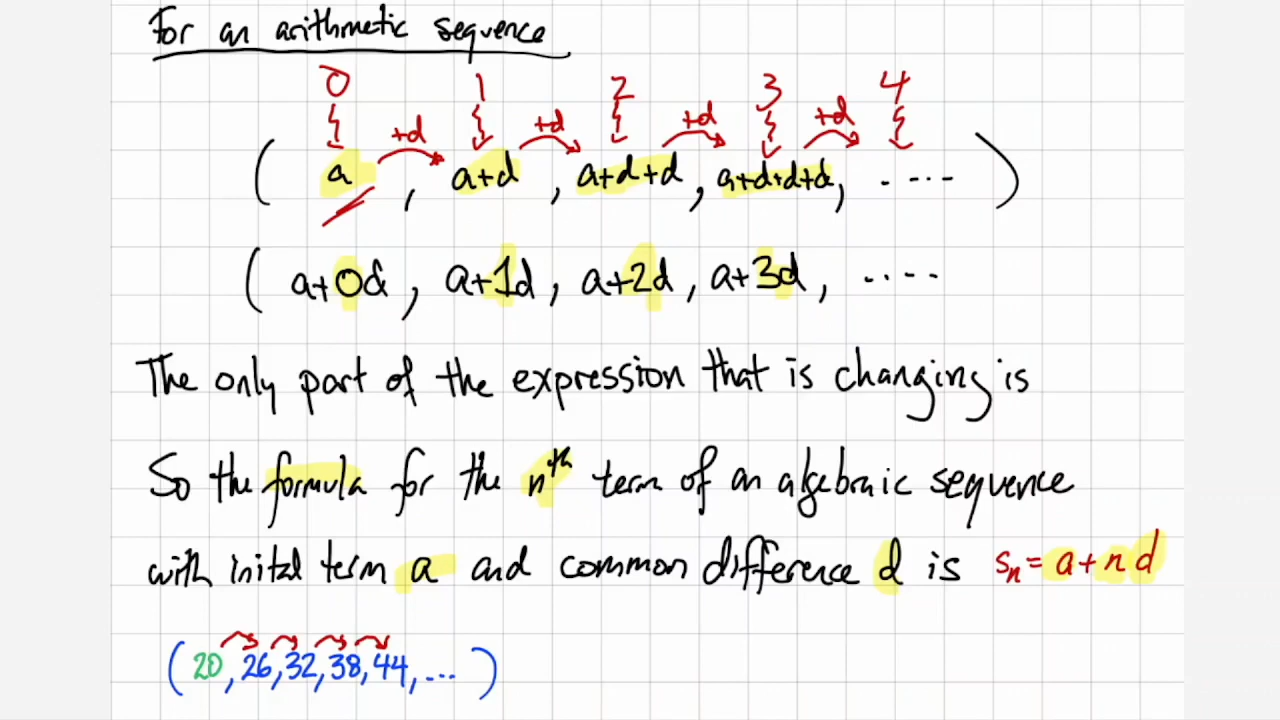 For an arithmetic sequence
0 1 2 3 4
+d +d +d +d
( a , a+d , a+d+d , a+d+d+d , ..... )
( a+0d , a+1d , a+2d , a+3d , ....
The only part of the expression that is changing is
So the formula for the nth term of an algebraic sequence
with inital term a and common difference d is sn = a+nd
(20, 26, 32, 38, 44, ... )